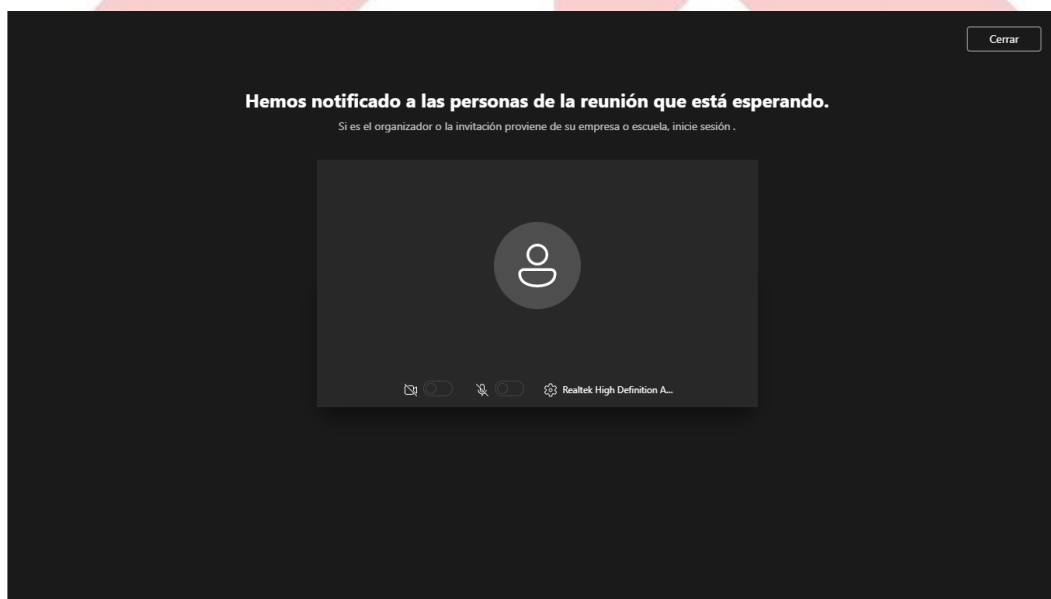 Cerrar
Hemos notificado a las personas de la reunión que está esperando.
Si es el organizador o la invitación proviene de su empresa o escuela, inicie sesión .
Realtek High Definition A...